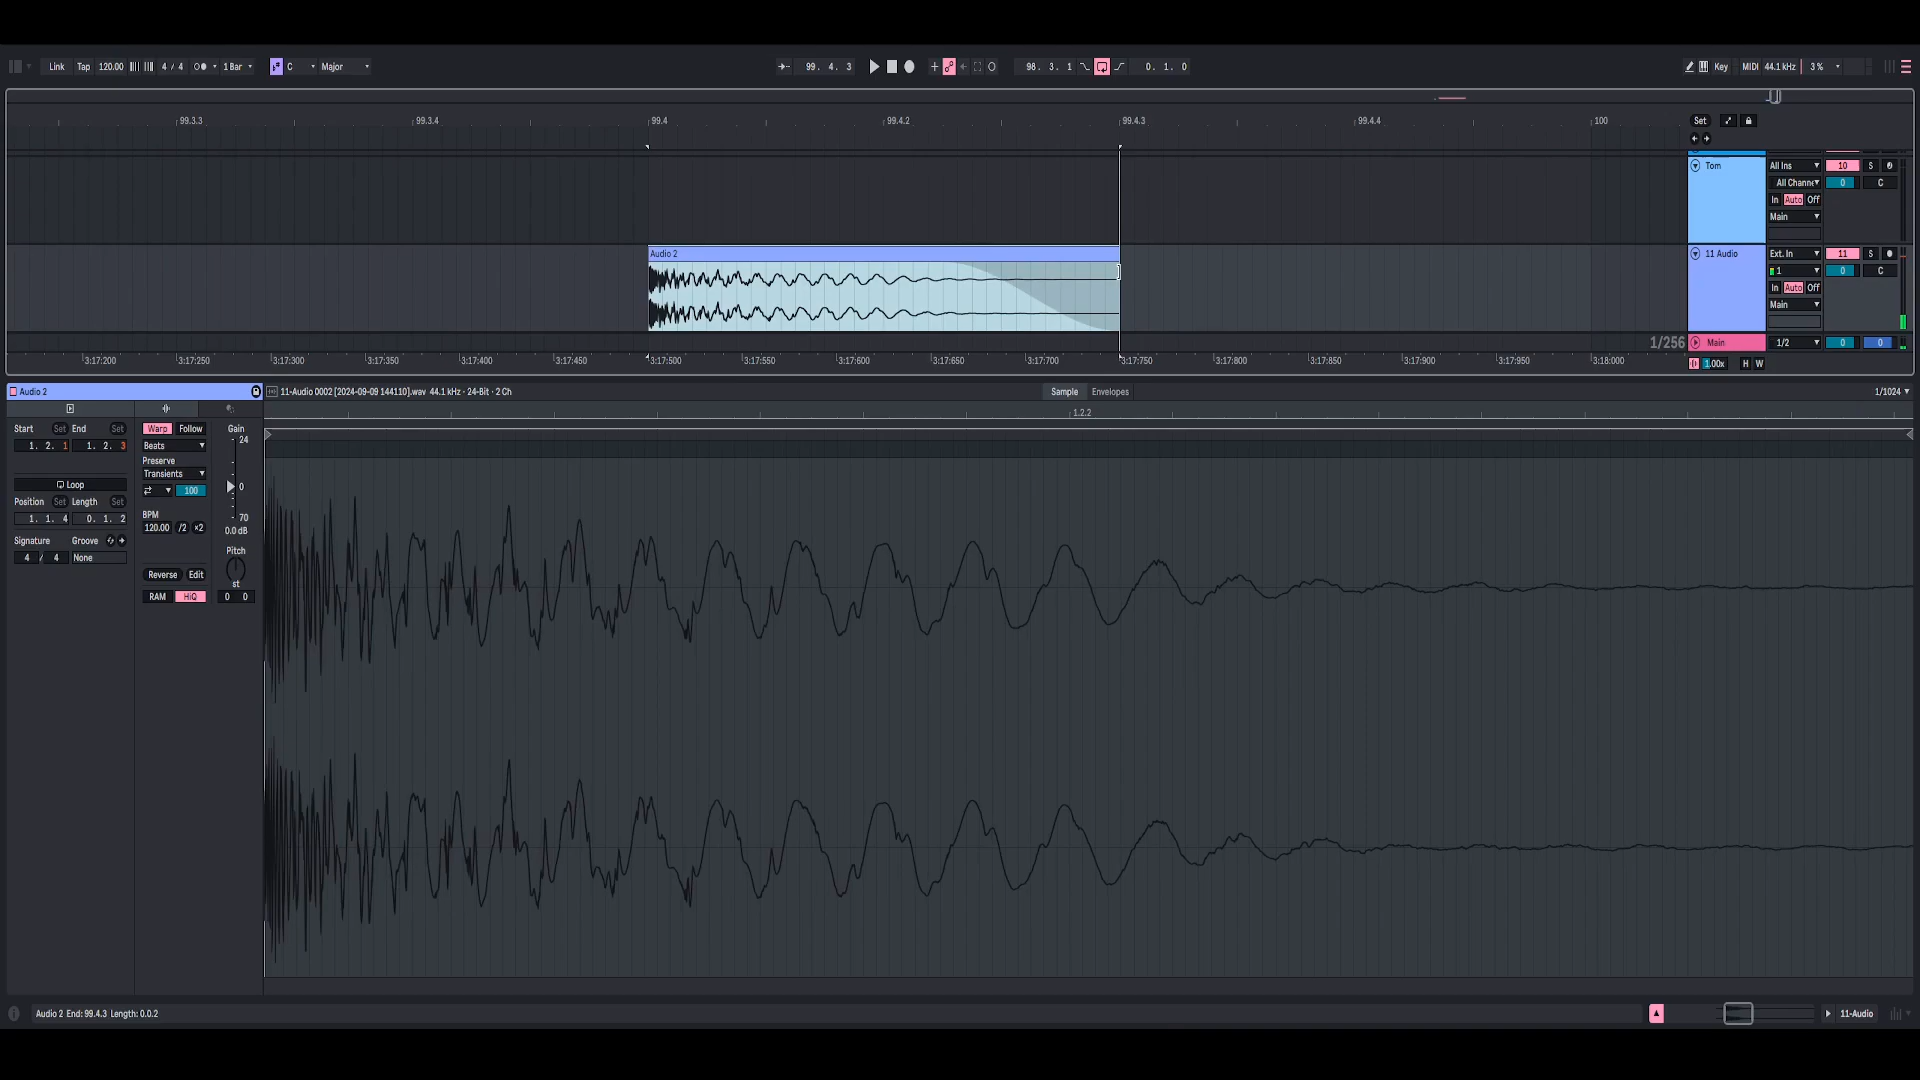 Link Tap 120.00 4 / 4 1 Bar C Major 99. 4. 3 98. 3. 1 0. 1. 0 Key MIDI 44.1 kHz 3 %
99.3.3 99.3.4 99.4 99.4.2 99.4.3 99.4.4 100 Set
Tom All Ins 10 S
All Channe 0 C
In Auto Off
Main
Audio 2 11 Audio Ext. In 11 S
1 0 C
In Auto Off
Main
1/256 Main 1/2 0 0
3:17:200 3:17:250 3:17:300 3:17:350 3:17:400 3:17:450 3:17:500 3:17:550 3:17:600 3:17:650 3:17:700 3:17:750 3:17:800 3:17:850 3:17:900 3:17:950 3:18:000 1.00x H W
Audio 2 11-Audio 0002 [2024-09-09 144110].wav 44.1 kHz · 24-Bit · 2 Ch Sample Envelopes 1/1024
1.2.2
Start Set End Set Warp Follow Gain
1. 2. 1 1. 2. 3 Beats 24
Preserve
Transients
Loop 100 0
Position Set Length Set
1. 1. 4 0. 1. 2 BPM 70
120.00 /2 ×2 0.0 dB
Signature Groove Pitch
4 / 4 None
Reverse Edit st
RAM HiQ 0 0
Audio 2 End: 99.4.3 Length: 0.0.2 11-Audio